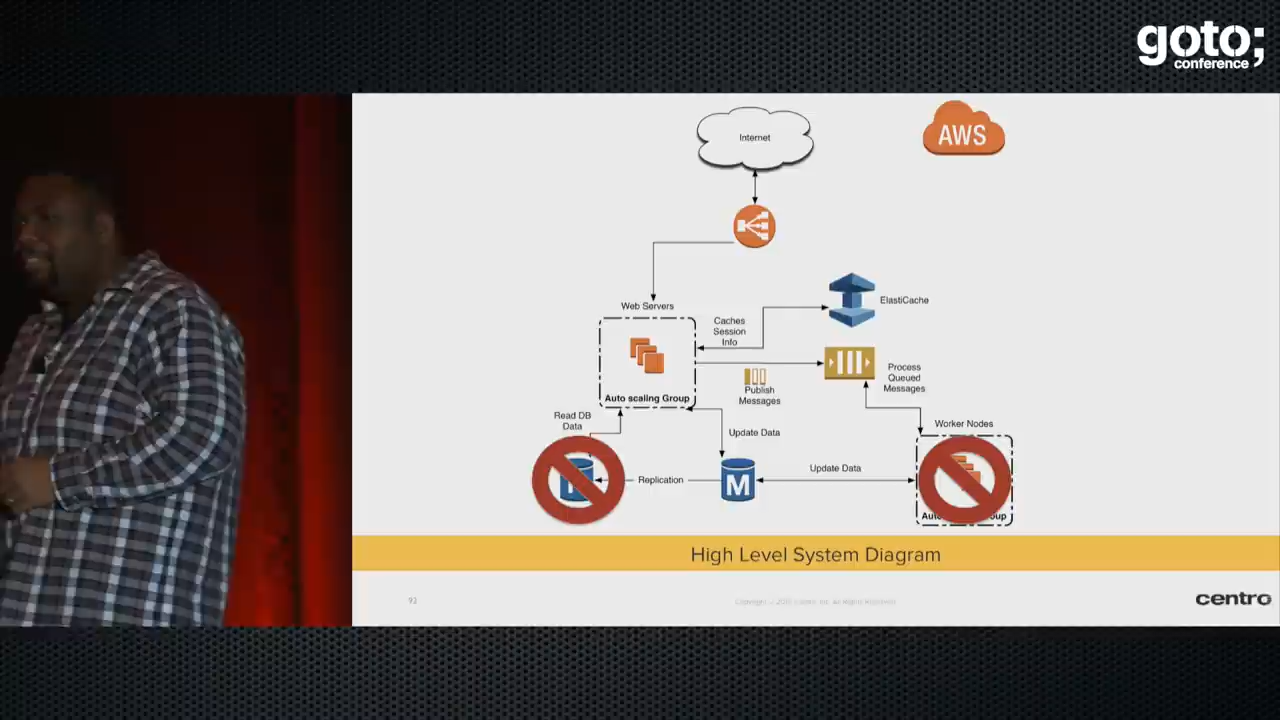 goto;
conference
Internet
AWS
Web Servers
ElastiCache
Caches
Session
Info
Auto scaling Group
Publish
Messages
Process
Queued
Messages
Read DB
Data
Update Data
Worker Nodes
Replication
M
Update Data
High Level System Diagram
92
centro